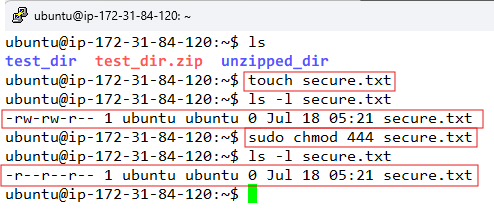 ubuntu@ip-172-31-84-120: ~
ubuntu@ip-172-31-84-120:~$ ls
test_dir  test_dir.zip  unzipped_dir
ubuntu@ip-172-31-84-120:~$ touch secure.txt
ubuntu@ip-172-31-84-120:~$ ls -l secure.txt
-rw-rw-r-- 1 ubuntu ubuntu 0 Jul 18 05:21 secure.txt
ubuntu@ip-172-31-84-120:~$ sudo chmod 444 secure.txt
ubuntu@ip-172-31-84-120:~$ ls -l secure.txt
-r--r--r-- 1 ubuntu ubuntu 0 Jul 18 05:21 secure.txt
ubuntu@ip-172-31-84-120:~$